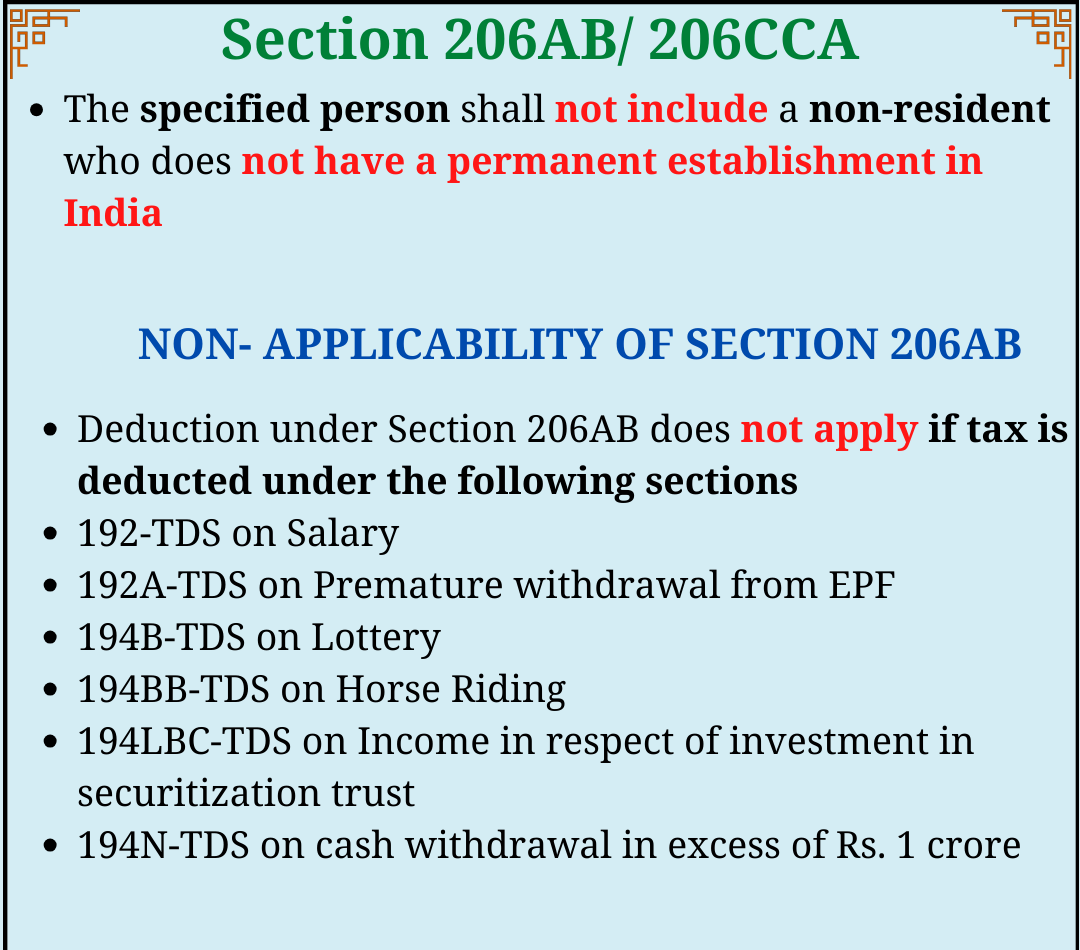 Section 206AB/ 206CCA
• The specified person shall not include a non-resident
who does not have a permanent establishment in
India
NON- APPLICABILITY OF SECTION 206AB
• Deduction under Section 206AB does not apply if tax is
deducted under the following sections
• 192-TDS on Salary
• 192A-TDS on Premature withdrawal from EPF
• 194B-TDS on Lottery
• 194BB-TDS on Horse Riding
• 194LBC-TDS on Income in respect of investment in
securitization trust
• 194N-TDS on cash withdrawal in excess of Rs. 1 crore